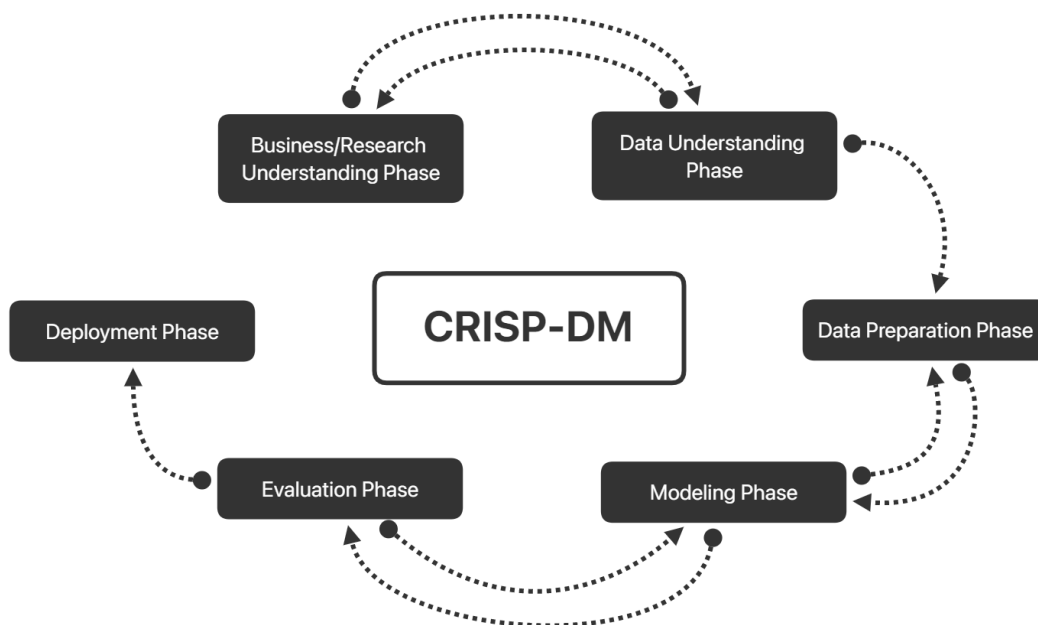 Business/Research
Understanding Phase
Data Understanding
Phase
CRISP-DM
Deployment Phase
Data Preparation Phase
Evaluation Phase
Modeling Phase